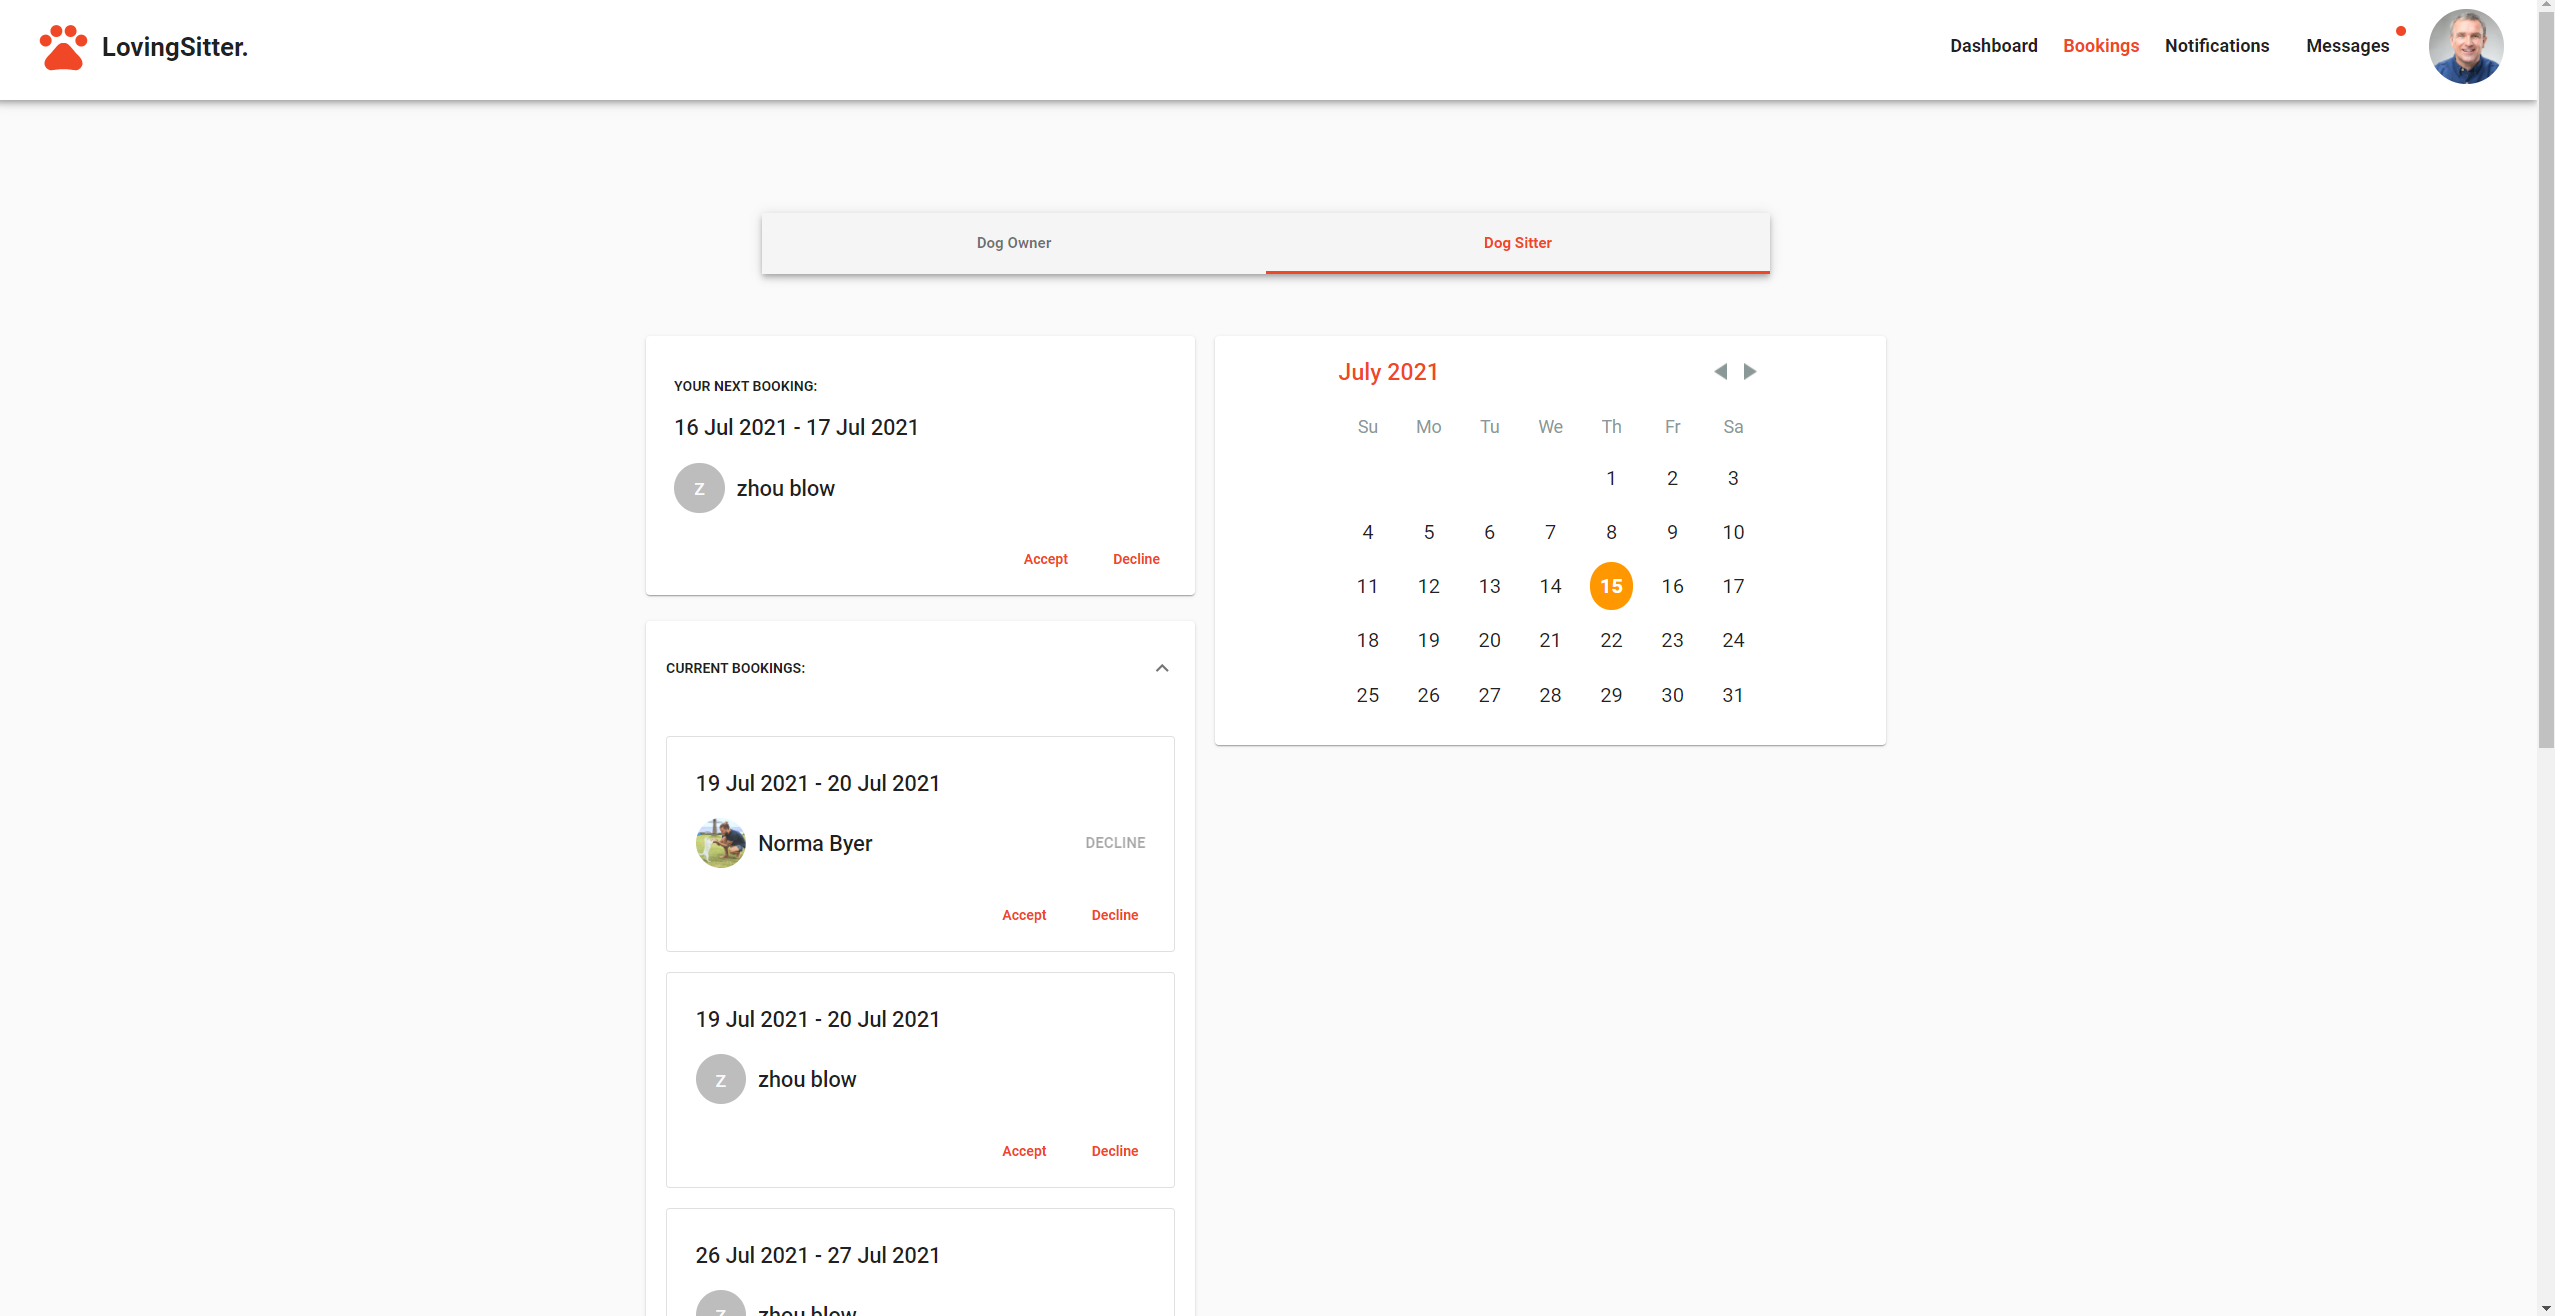 LovingSitter.
Dashboard Bookings Notifications Messages
Dog Owner Dog Sitter
YOUR NEXT BOOKING:
16 Jul 2021 - 17 Jul 2021
z zhou blow
Accept Decline
CURRENT BOOKINGS:
19 Jul 2021 - 20 Jul 2021
Norma Byer DECLINE
Accept Decline
19 Jul 2021 - 20 Jul 2021
z zhou blow
Accept Decline
26 Jul 2021 - 27 Jul 2021
z zhou blow
July 2021
Su Mo Tu We Th Fr Sa
1 2 3
4 5 6 7 8 9 10
11 12 13 14 15 16 17
18 19 20 21 22 23 24
25 26 27 28 29 30 31